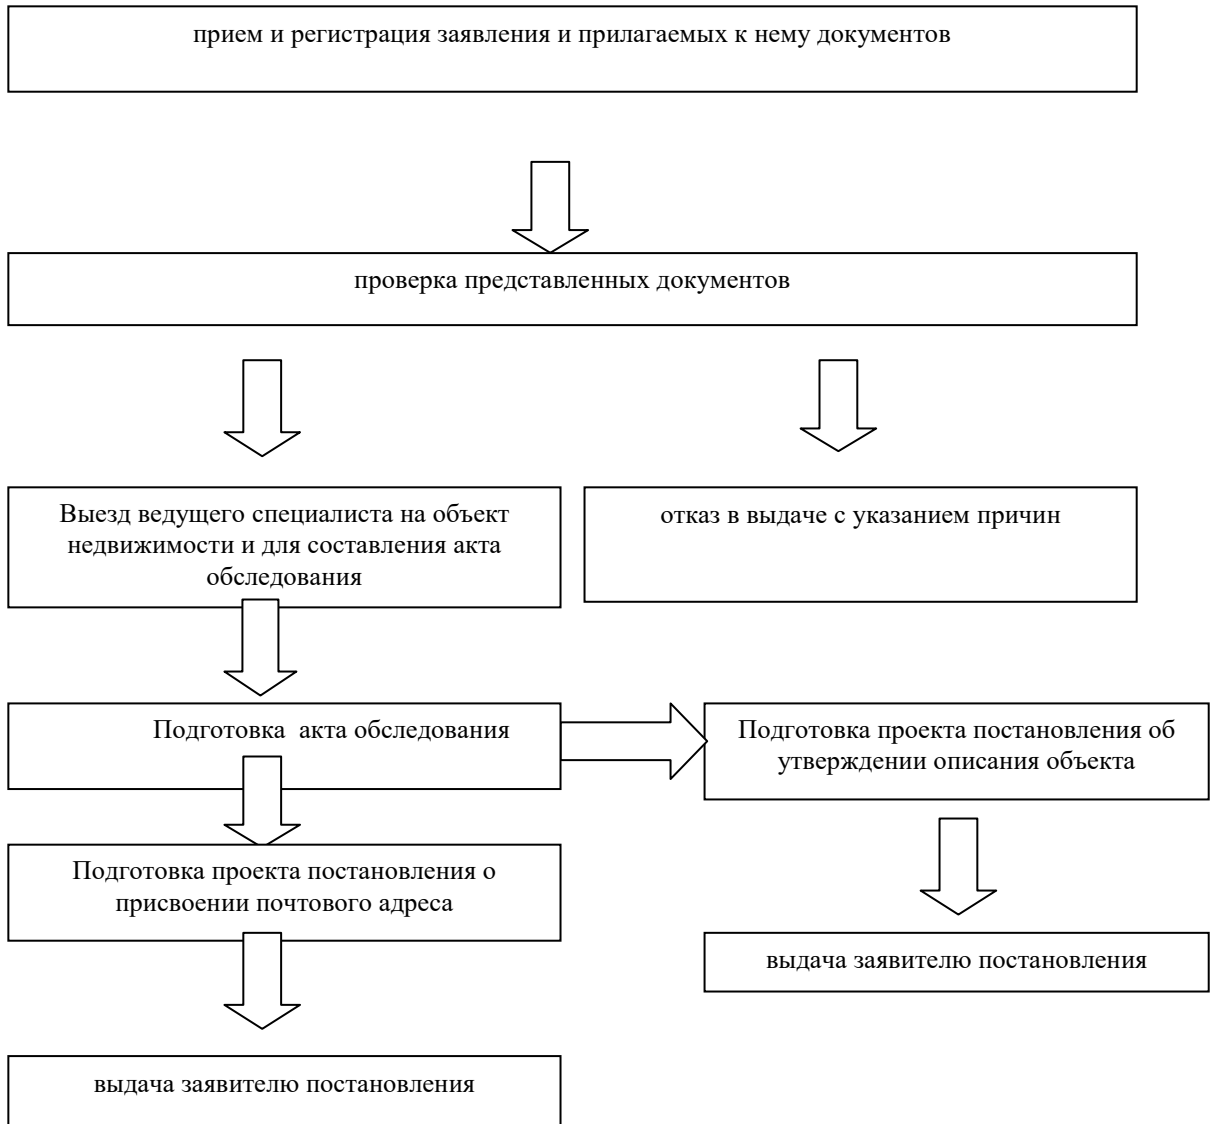 прием и регистрация заявления и прилагаемых к нему документов
проверка представленных документов
Выезд ведущего специалиста на объект
недвижимости и для составления акта
обследования
отказ в выдаче с указанием причин
Подготовка  акта обследования
Подготовка проекта постановления об
утверждении описания объекта
Подготовка проекта постановления о
присвоении почтового адреса
выдача заявителю постановления
выдача заявителю постановления